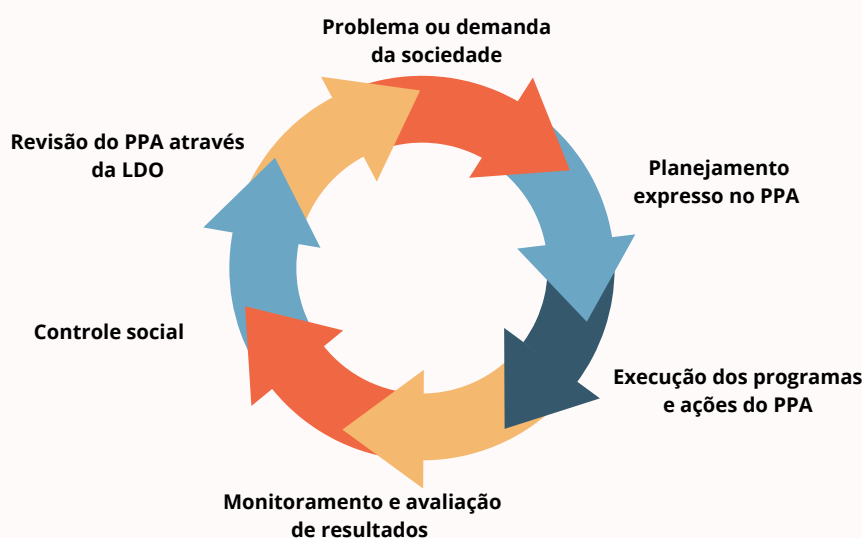 Problema ou demanda
da sociedade
Planejamento
expresso no PPA
Execução dos programas
e ações do PPA
Monitoramento e avaliação
de resultados
Controle social
Revisão do PPA através
da LDO